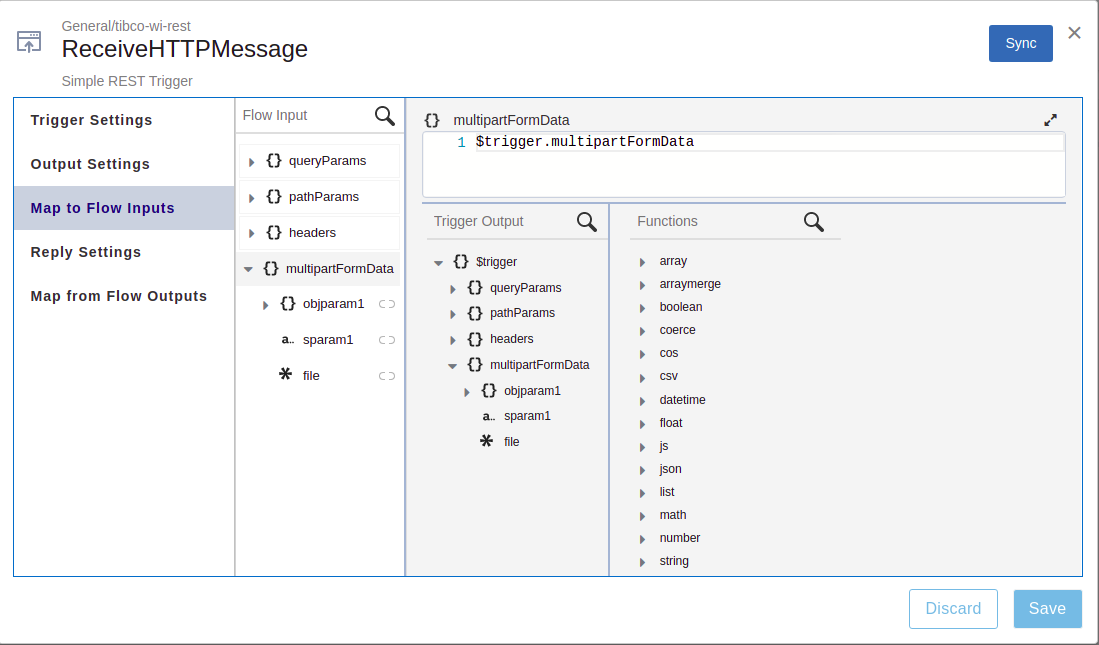 General/tibco-wi-rest
ReceiveHTTPMessage
Simple REST Trigger
Sync
Trigger Settings
Output Settings
Map to Flow Inputs
Reply Settings
Map from Flow Outputs
Flow Input
{} queryParams
{} pathParams
{} headers
{} multipartFormData
{} objparam1
a.. sparam1
* file
{} multipartFormData
1 $trigger.multipartFormData
Trigger Output
{} $trigger
{} queryParams
{} pathParams
{} headers
{} multipartFormData
{} objparam1
a.. sparam1
* file
Functions
array
arraymerge
boolean
coerce
cos
csv
datetime
float
js
json
list
math
number
string
Discard
Save